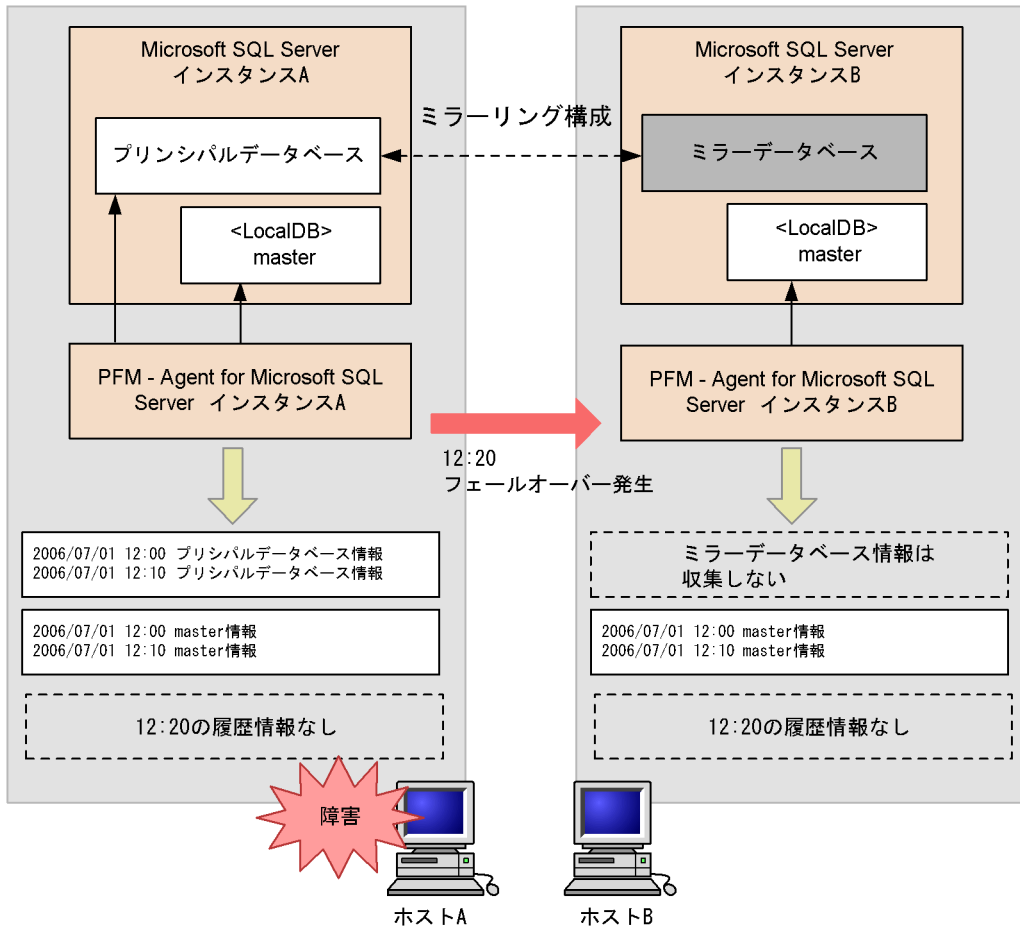 Microsoft SQL Server
インスタンスA
プリンシパルデータベース
<LocalDB>
master
PFM - Agent for Microsoft SQL
Server インスタンスA
ミラーリング構成
Microsoft SQL Server
インスタンスB
ミラーデータベース
<LocalDB>
master
PFM - Agent for Microsoft SQL
Server インスタンスB
12:20
フェールオーバー発生
2006/07/01 12:00 プリシパルデータベース情報
2006/07/01 12:10 プリシパルデータベース情報
2006/07/01 12:00 master情報
2006/07/01 12:10 master情報
12:20の履歴情報なし
ミラーデータベース情報は
収集しない
2006/07/01 12:00 master情報
2006/07/01 12:10 master情報
12:20の履歴情報なし
障害
ホストA
ホストB